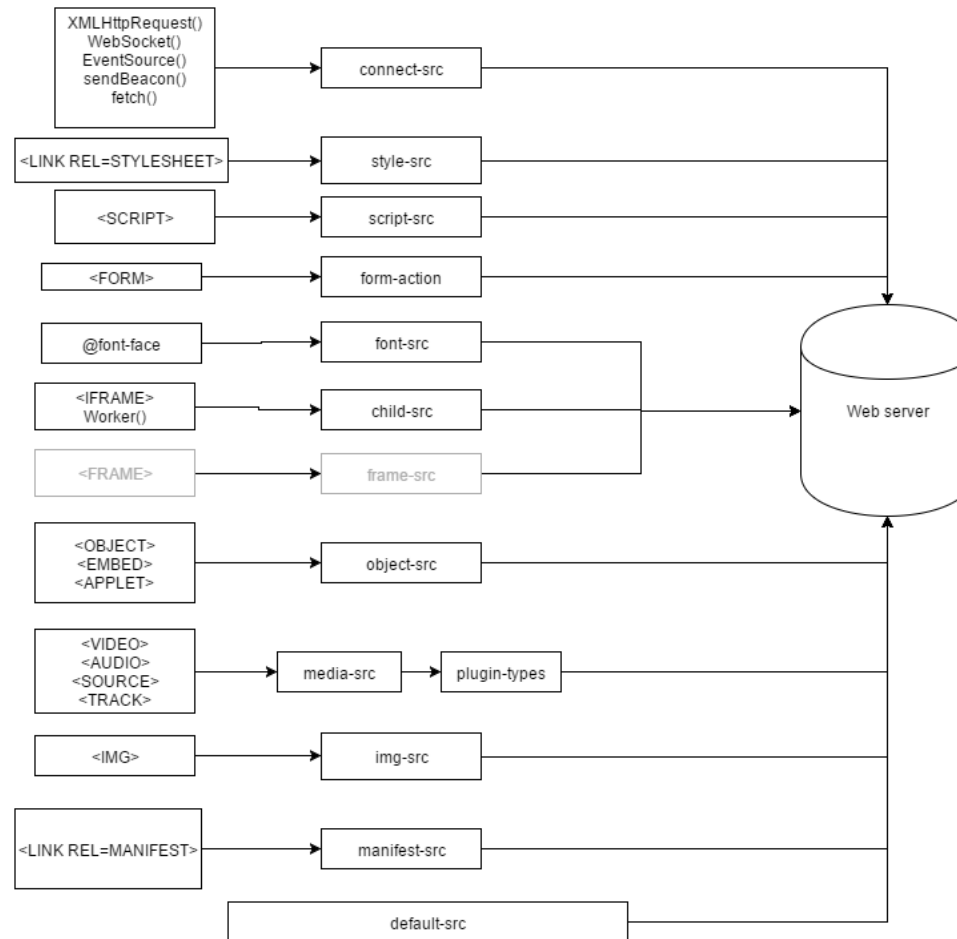 XMLHttpRequest()
WebSocket()
EventSource()
sendBeacon()
fetch()
connect-src
<LINK REL=STYLESHEET>
style-src
<SCRIPT>
script-src
<FORM>
form-action
@font-face
font-src
<IFRAME>
Worker()
child-src
Web server
<FRAME>
frame-src
<OBJECT>
<EMBED>
<APPLET>
object-src
<VIDEO>
<AUDIO>
<SOURCE>
<TRACK>
media-src
plugin-types
<IMG>
img-src
<LINK REL=MANIFEST>
manifest-src
default-src